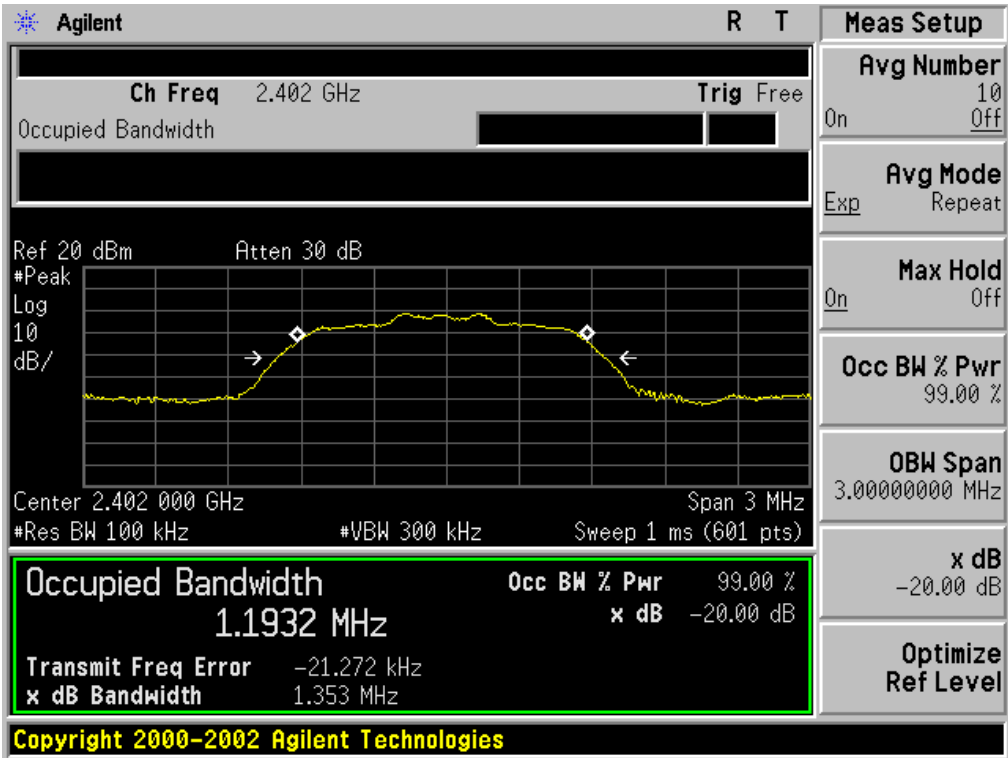 Agilent R T Meas Setup
Ch Freq 2.402 GHz Trig Free
Occupied Bandwidth
Avg Number
10
On Off
Avg Mode
Exp Repeat
Max Hold
On Off
Occ BW % Pwr
99.00 %
OBW Span
3.00000000 MHz
x dB
-20.00 dB
Optimize
Ref Level
Ref 20 dBm Atten 30 dB
#Peak
Log
10
dB/
Center 2.402 000 GHz Span 3 MHz
#Res BW 100 kHz #VBW 300 kHz Sweep 1 ms (601 pts)
Occupied Bandwidth Occ BW % Pwr 99.00 %
1.1932 MHz x dB -20.00 dB
Transmit Freq Error -21.272 kHz
x dB Bandwidth 1.353 MHz
Copyright 2000-2002 Agilent Technologies